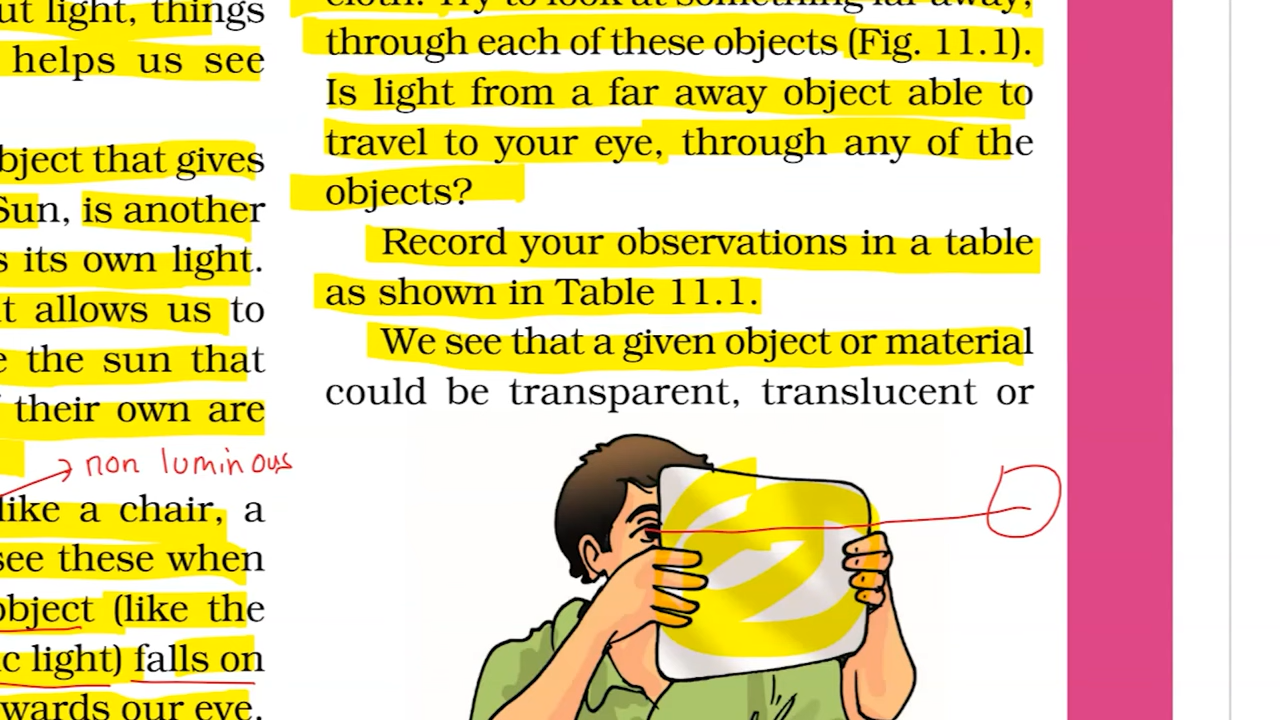 ut light, things
helps us see
bject that gives
Sun, is another
s its own light.
t allows us to
e the sun that
their own are
non luminous
like a chair, a
see these when
object (like the
c light) falls on
wards our eye.
through each of these objects (Fig. 11.1).
Is light from a far away object able to
travel to your eye, through any of the
objects?
Record your observations in a table
as shown in Table 11.1.
We see that a given object or material
could be transparent, translucent or